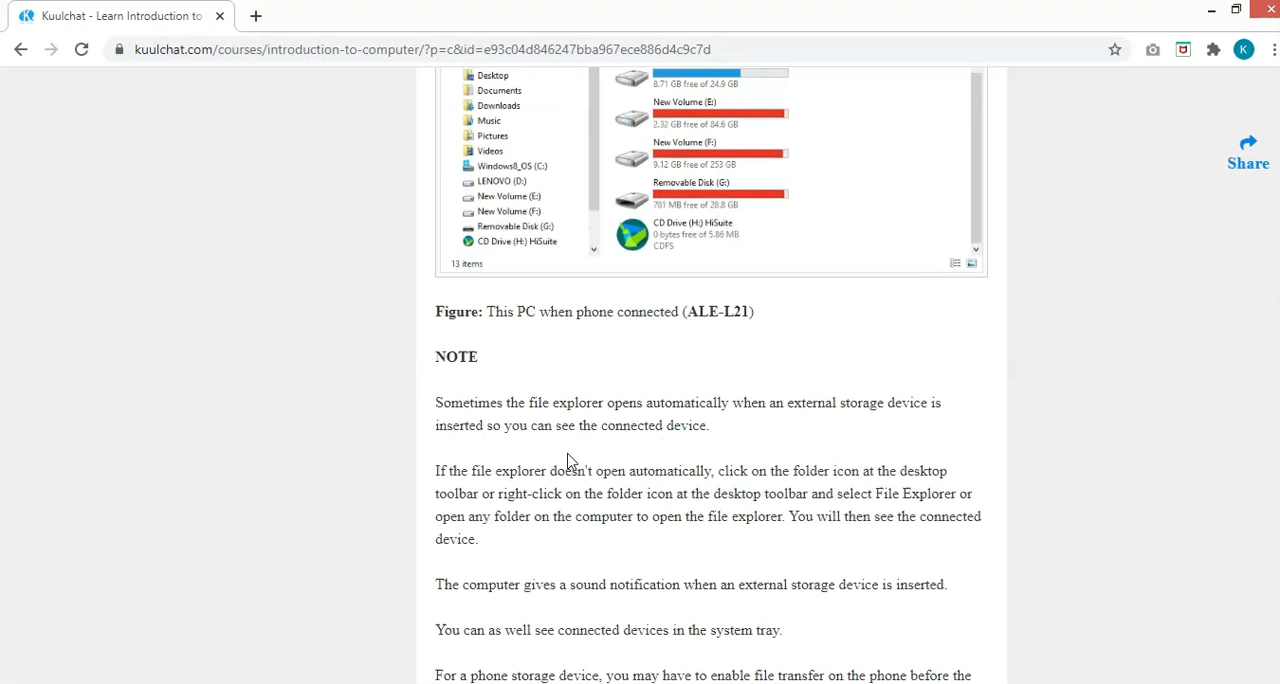 Kuulchat - Learn Introduction to
kuulchat.com/courses/introduction-to-computer/?p=c&id=e93c04d846247bba967ece886d4c9c7d
K
Share
Desktop
Documents
Downloads
Music
Pictures
Videos
Windows8_OS (C:)
LENOVO (D:)
New Volume (E:)
New Volume (F:)
Removable Disk (G:)
CD Drive (H:) HiSuite
8.71 GB free of 24.9 GB
New Volume (E:)
2.32 GB free of 84.6 GB
New Volume (F:)
9.12 GB free of 253 GB
Removable Disk (G:)
781 MB free of 28.8 GB
CD Drive (H:) HiSuite
0 bytes free of 5.86 MB
CDFS
13 items
Figure: This PC when phone connected (ALE-L21)
NOTE
Sometimes the file explorer opens automatically when an external storage device is
inserted so you can see the connected device.
If the file explorer doesn't open automatically, click on the folder icon at the desktop
toolbar or right-click on the folder icon at the desktop toolbar and select File Explorer or
open any folder on the computer to open the file explorer. You will then see the connected
device.
The computer gives a sound notification when an external storage device is inserted.
You can as well see connected devices in the system tray.
For a phone storage device, you may have to enable file transfer on the phone before the